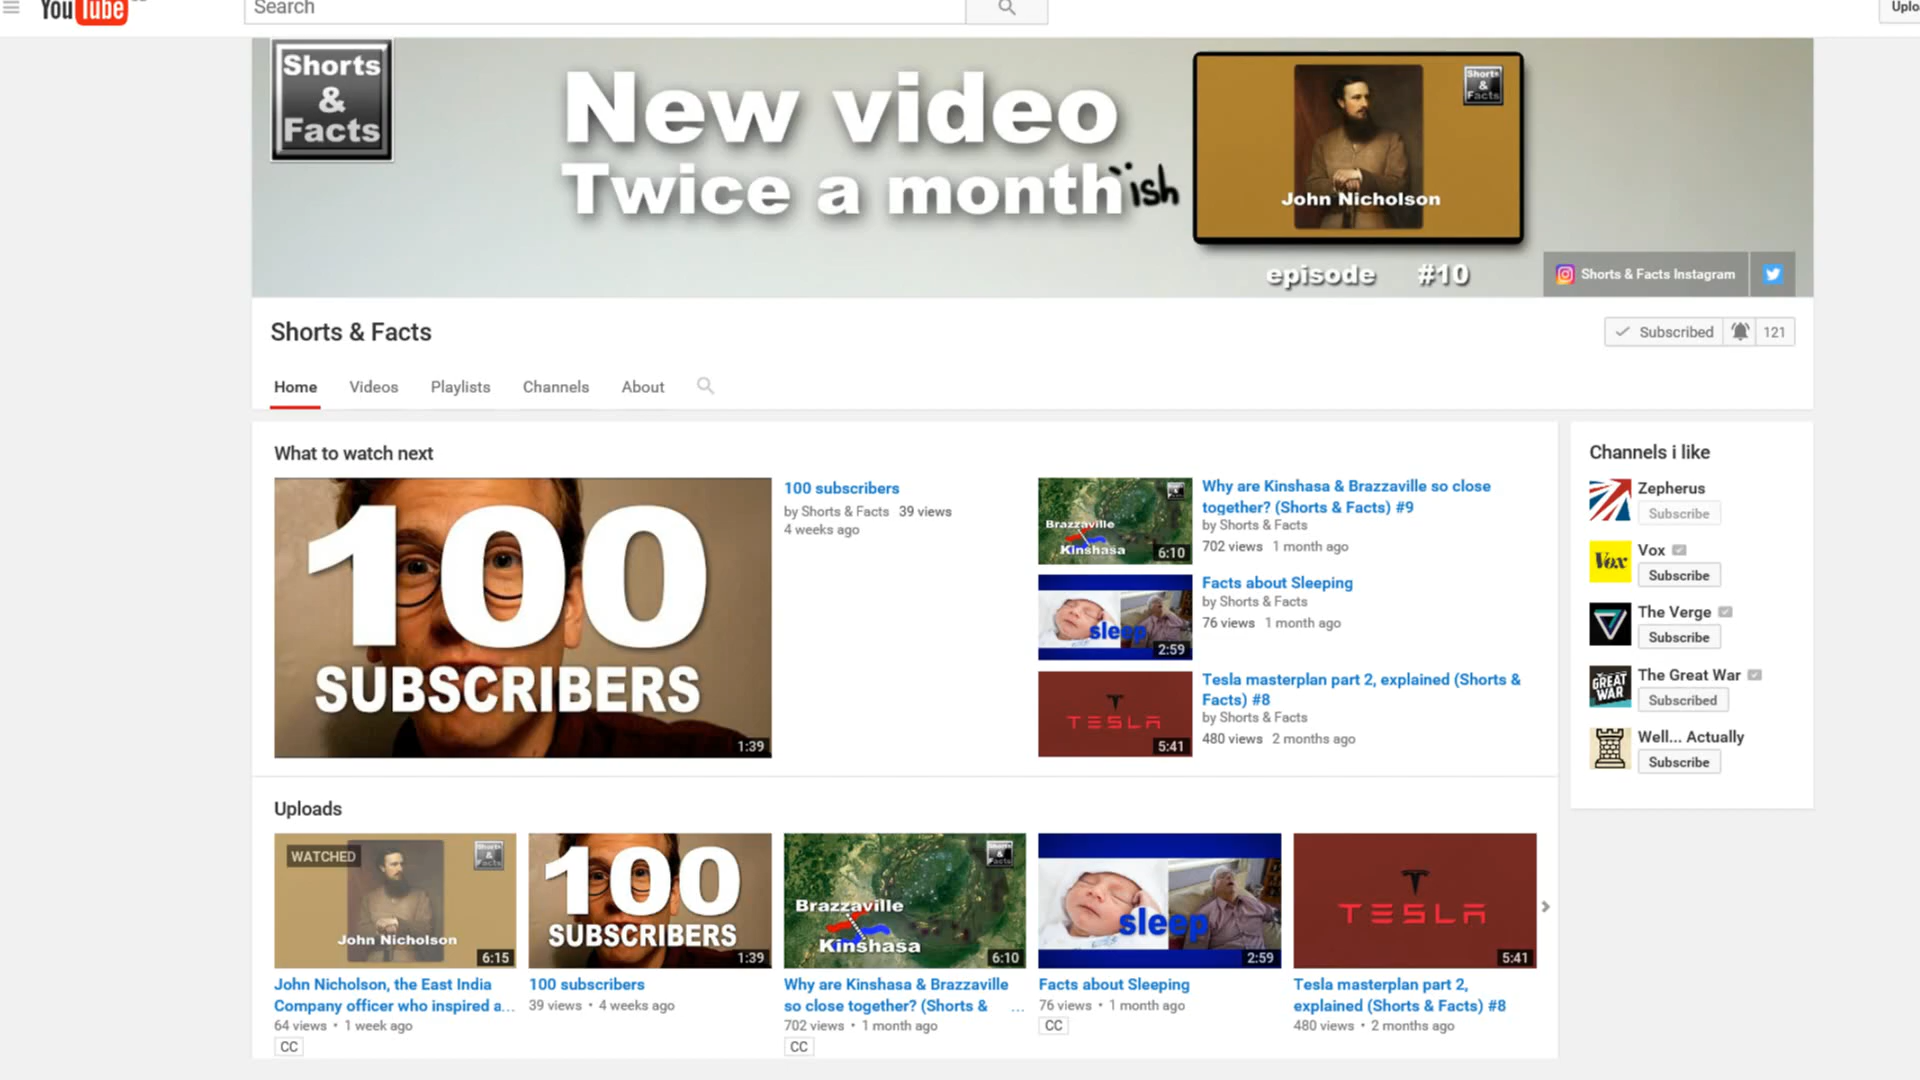 YouTube
Search
Uplo
Shorts
&
Facts
New video
Twice a month'ish
Shorts
&
Facts
John Nicholson
episode #10
Shorts & Facts Instagram
Shorts & Facts
Subscribed 121
Home Videos Playlists Channels About
What to watch next
100
SUBSCRIBERS
1:39
100 subscribers
by Shorts & Facts 39 views
4 weeks ago
Brazzaville
Kinshasa
6:10
Why are Kinshasa & Brazzaville so close
together? (Shorts & Facts) #9
by Shorts & Facts
702 views 1 month ago
sleep
2:59
Facts about Sleeping
by Shorts & Facts
76 views 1 month ago
TESLA
5:41
Tesla masterplan part 2, explained (Shorts &
Facts) #8
by Shorts & Facts
480 views 2 months ago
Channels i like
Zepherus
Subscribe
Vox
Vox
Subscribe
The Verge
Subscribe
GREAT
WAR
The Great War
Subscribed
Well... Actually
Subscribe
Uploads
WATCHED
Shorts
&
Facts
John Nicholson
6:15
John Nicholson, the East India
Company officer who inspired a...
64 views • 1 week ago
CC
100
SUBSCRIBERS
1:39
100 subscribers
39 views • 4 weeks ago
Shorts
&
Facts
Brazzaville
Kinshasa
6:10
Why are Kinshasa & Brazzaville
so close together? (Shorts & ...
702 views • 1 month ago
CC
sleep
2:59
Facts about Sleeping
76 views • 1 month ago
CC
TESLA
5:41
Tesla masterplan part 2,
explained (Shorts & Facts) #8
480 views • 2 months ago